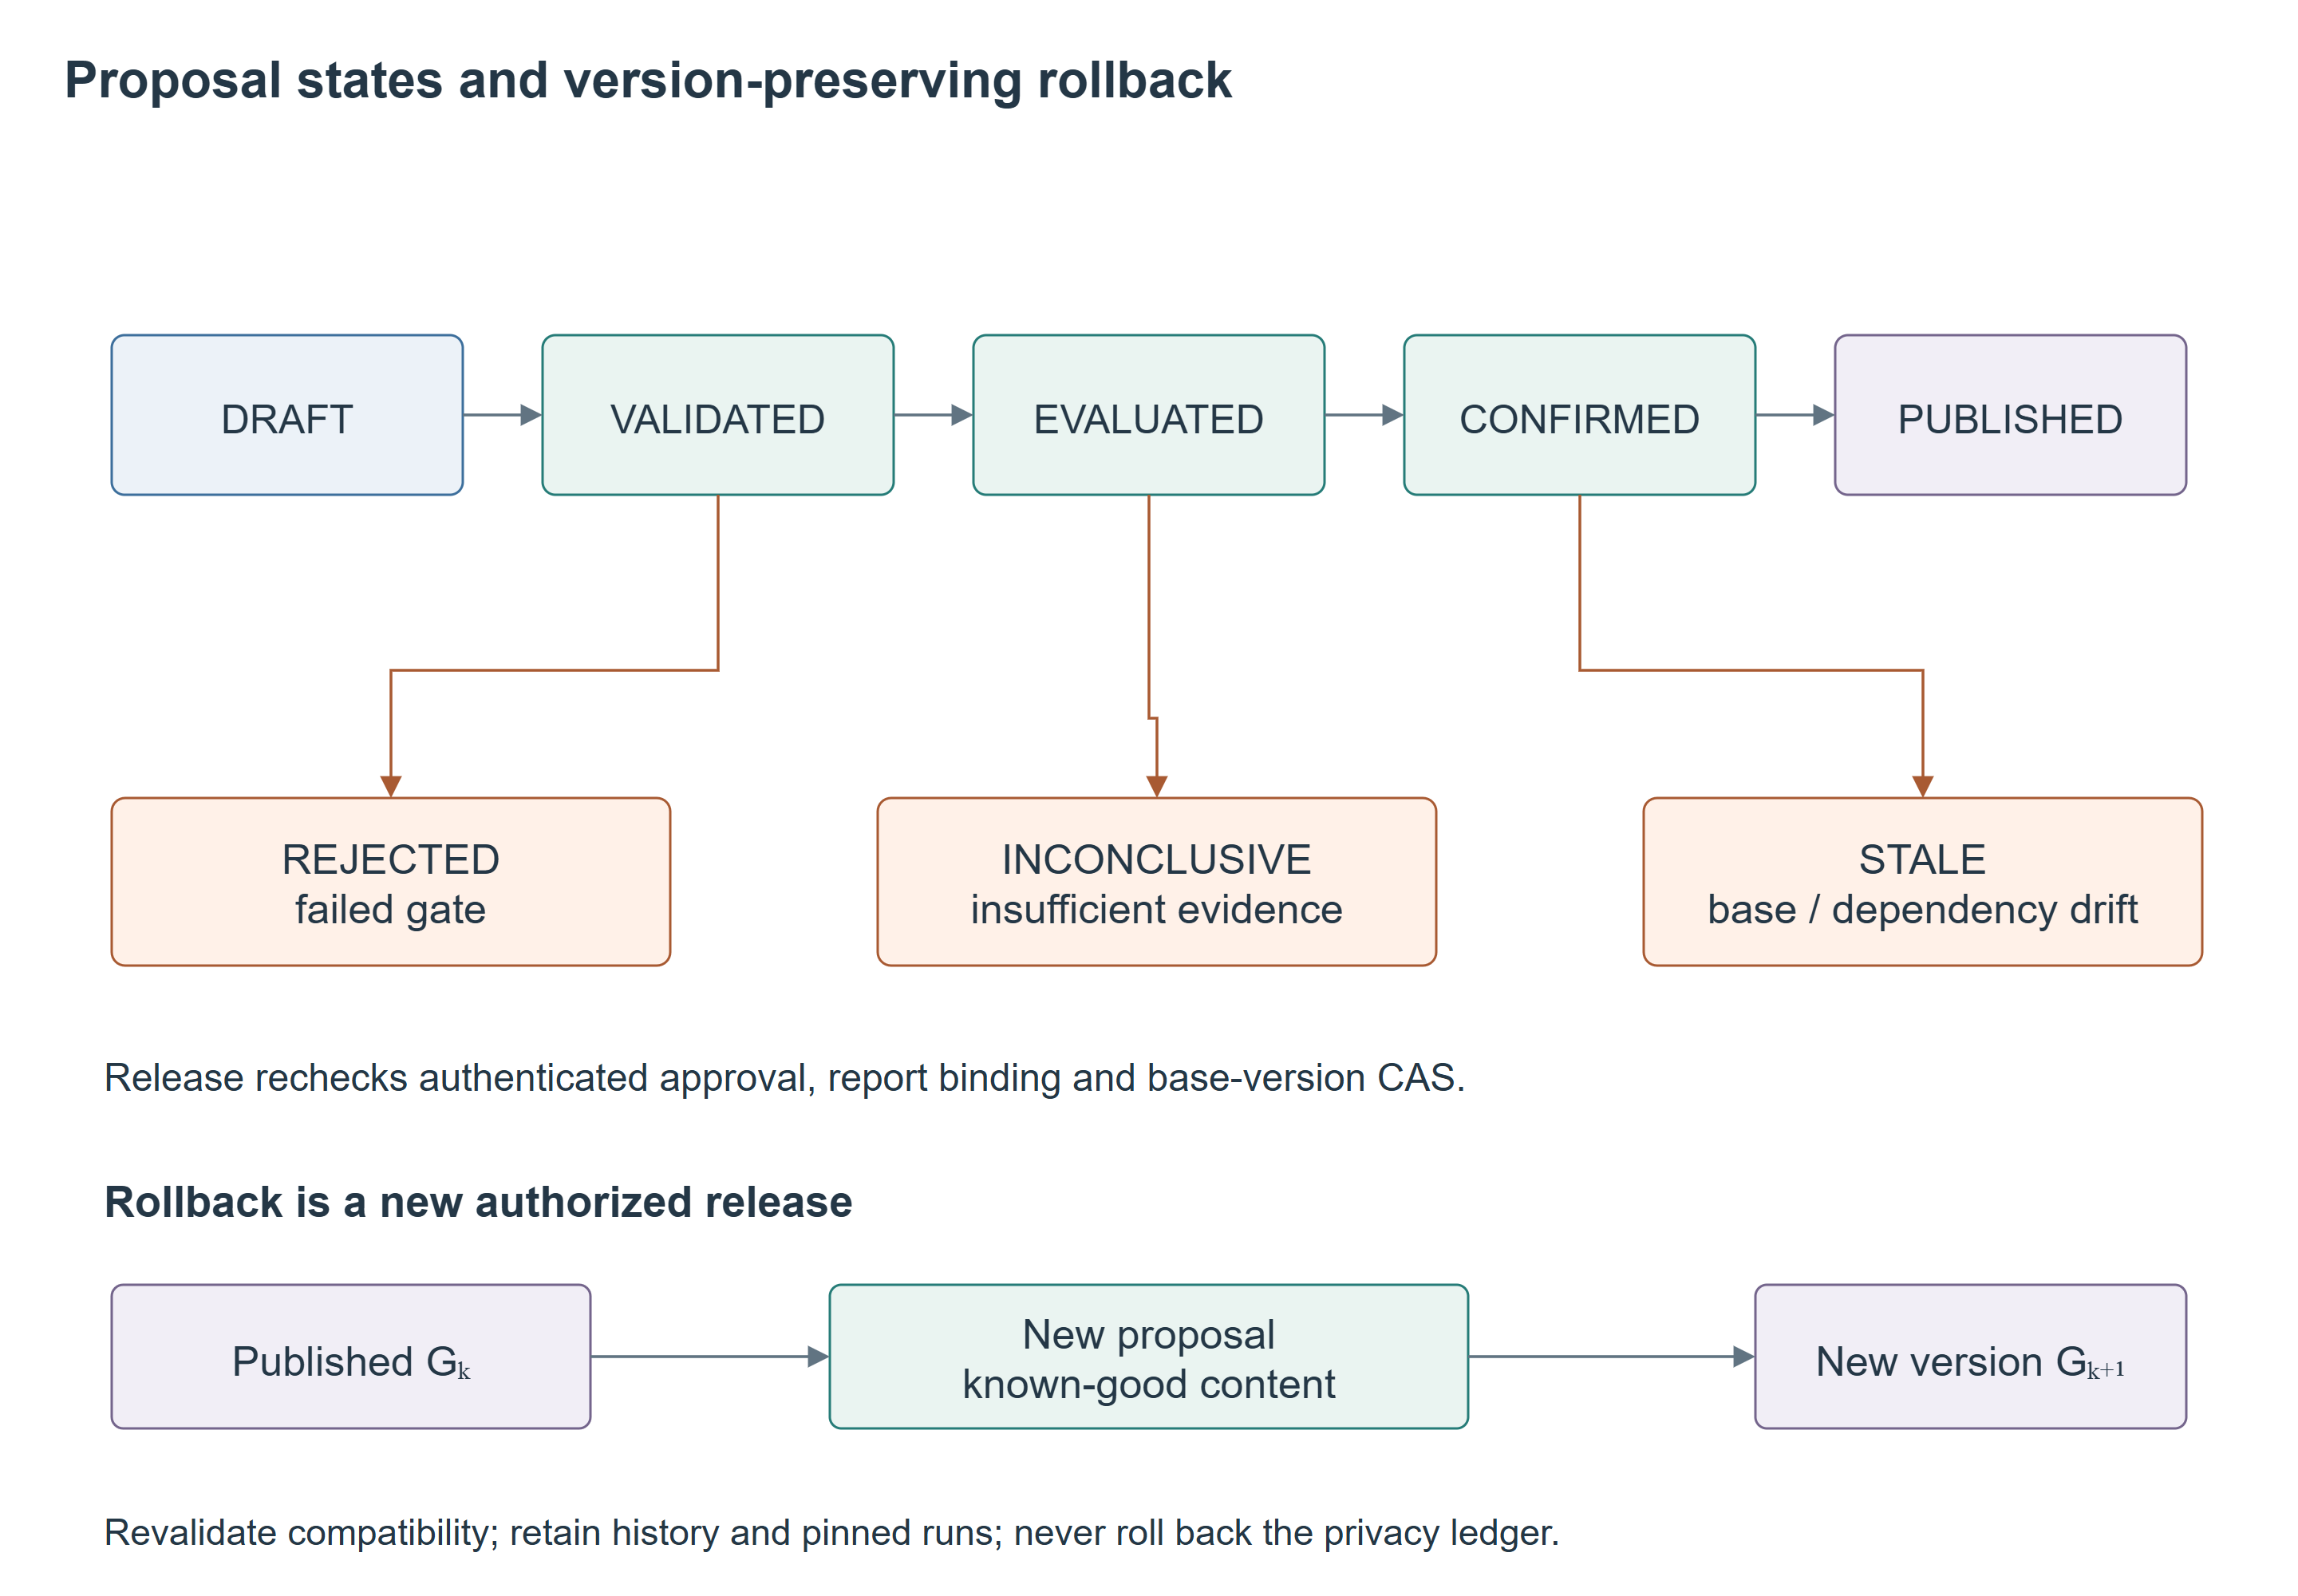 Proposal states and version-preserving rollback
DRAFT
VALIDATED
EVALUATED
CONFIRMED
PUBLISHED
REJECTED
failed gate
INCONCLUSIVE
insufficient evidence
STALE
base / dependency drift
Release rechecks authenticated approval, report binding and base-version CAS.
Rollback is a new authorized release
Published Gₖ
New proposal
known-good content
New version Gₖ₊₁
Revalidate compatibility; retain history and pinned runs; never roll back the privacy ledger.